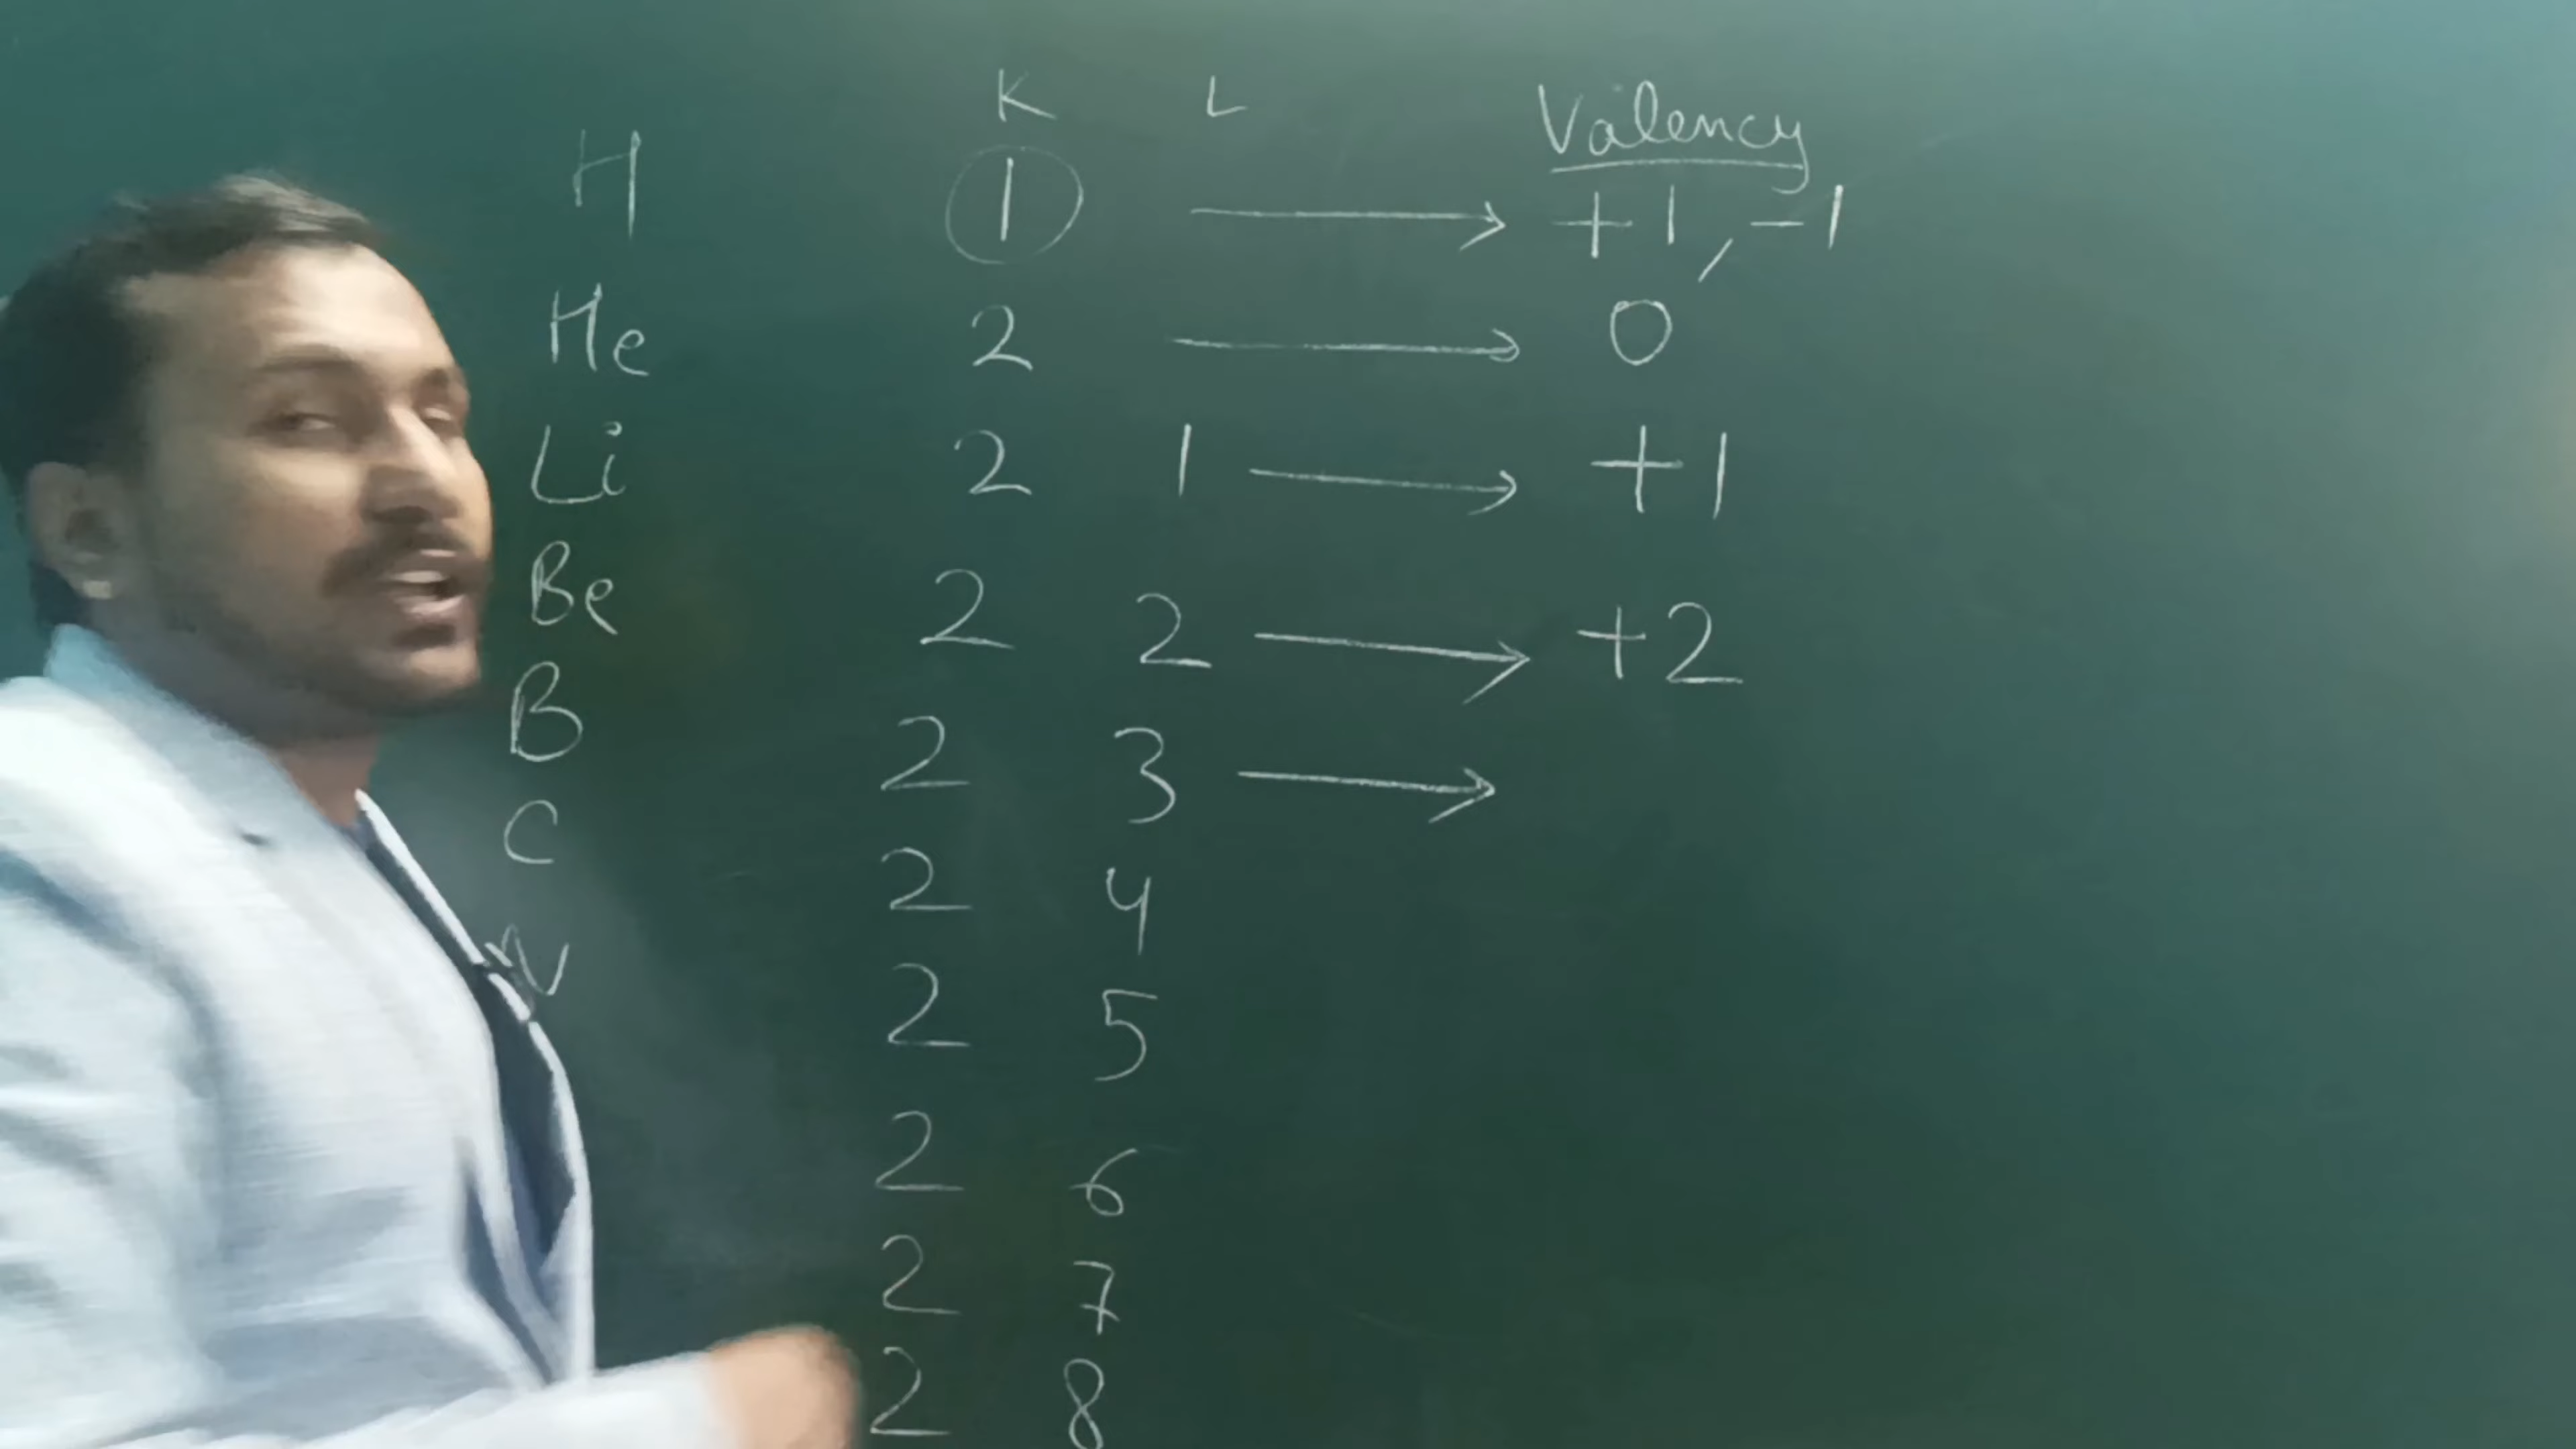 K L Valency
H 1 → +1, -1
He 2 → 0
Li 2 1 → +1
Be 2 2 → +2
B 2 3 →
C 2 4
N 2 5
2 6
2 7
2 8